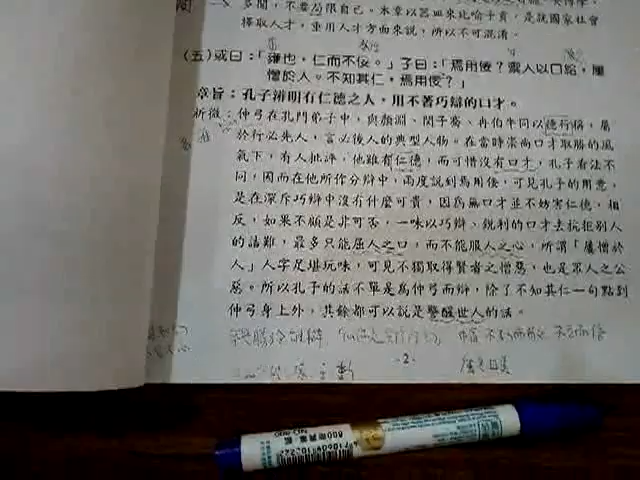 多聞，不要局限自己。本章以器皿來比喻子貢，是就國家社會
擇取人才，重用人才方面來說，所以不可混淆。
(五)或曰：「雍也，仁而不佞。」子曰：「焉用佞？禦人以口給，屢
憎於人。不知其仁，焉用佞？」
章旨：孔子辨明有仁德之人，用不著巧辯的口才。
析微：仲弓在孔門弟子中，與顏淵、閔子騫、冉伯牛同以德行稱，屬
於行必先人，言必後人的典型人物。在當時崇尚口才取勝的風
氣下，有人批評，他雖有仁德，而可惜沒有口才，孔子看法不
同，因而在他所作分辯中，兩度說到焉用佞，可見孔子的用意，
是在深斥巧辯中沒有什麼可貴，因為無口才並不妨害仁德，相
反，如果不顧是非可否，一味以巧辯、銳利的口才去抗拒別人
的詰難，最多只能屈人之口，而不能服人之心，所謂「屢憎於
人」人字足堪玩味，可見不獨取得賢者之憎惡，也是眾人之公
惡。所以孔子的話不單是為仲弓而辯，除了不知其仁一句點到
仲弓身上外，其餘都可以說是警醒世人的話。
-2-
800
NO.
4710609110242